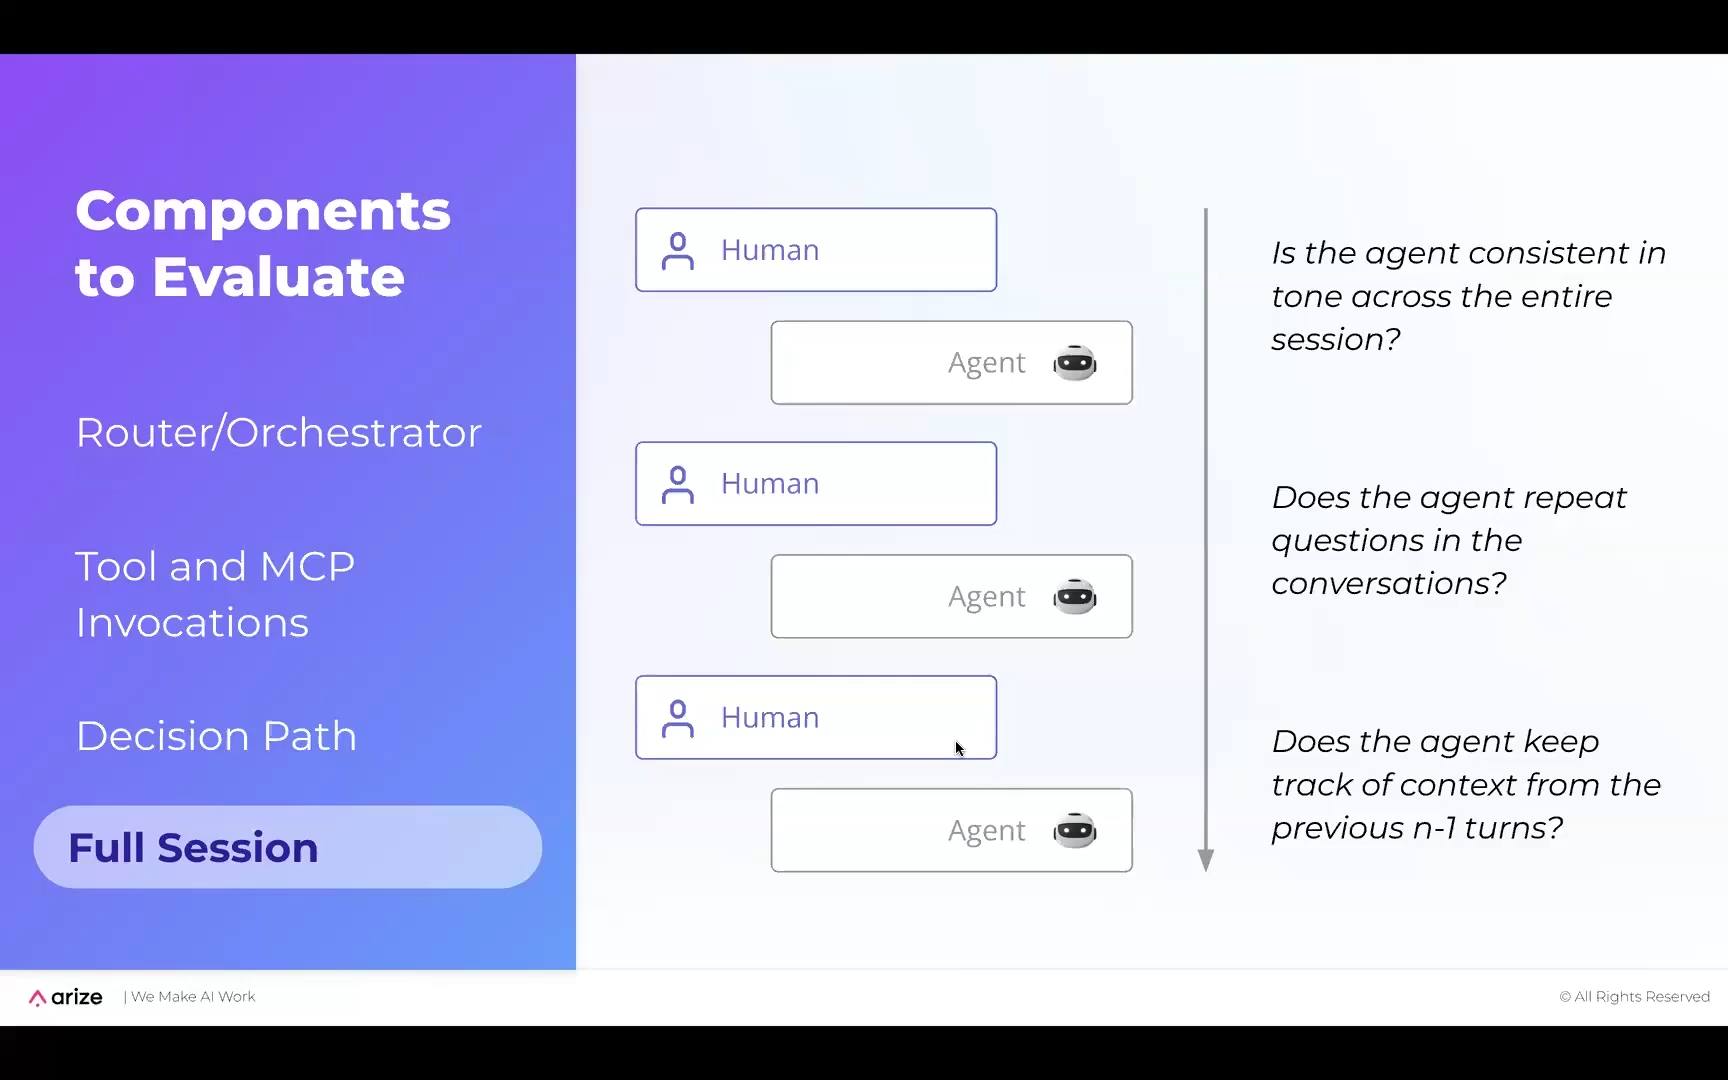 Components
to Evaluate
Router/Orchestrator
Tool and MCP
Invocations
Decision Path
Full Session
Human
Agent
Human
Agent
Human
Agent
Is the agent consistent in
tone across the entire
session?
Does the agent repeat
questions in the
conversations?
Does the agent keep
track of context from the
previous n-1 turns?
arize | We Make AI Work
© All Rights Reserved